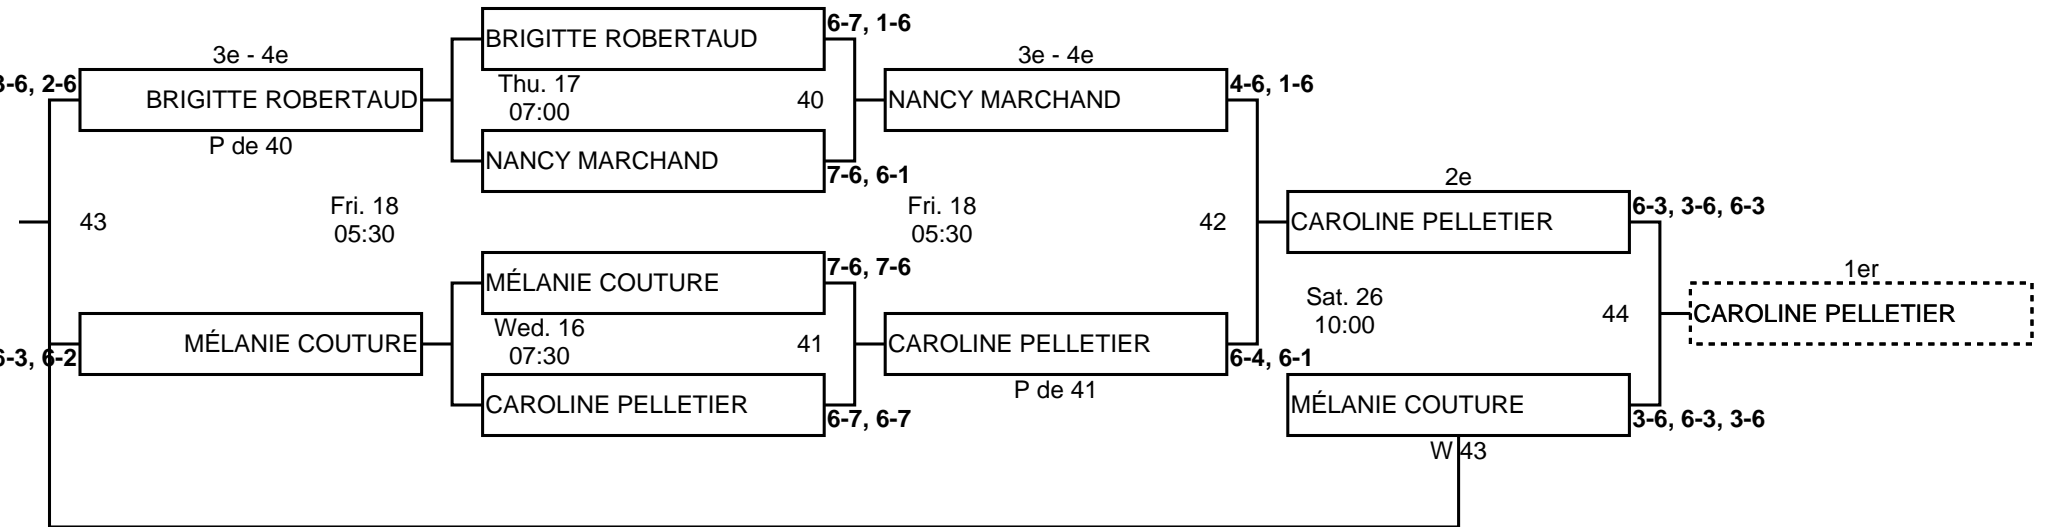 BRIGITTE ROBERTAUD
6-7, 1-6
3e - 4e
3e - 4e
3-6, 2-6
BRIGITTE ROBERTAUD
Thu. 17
07:00
40
NANCY MARCHAND
4-6, 1-6
P de 40
NANCY MARCHAND
7-6, 6-1
2e
43
Fri. 18
05:30
Fri. 18
05:30
42
CAROLINE PELLETIER
6-3, 3-6, 6-3
MÉLANIE COUTURE
7-6, 7-6
1er
Sat. 26
10:00
44
CAROLINE PELLETIER
6-3, 6-2
MÉLANIE COUTURE
Wed. 16
07:30
41
CAROLINE PELLETIER
6-4, 6-1
P de 41
CAROLINE PELLETIER
6-7, 6-7
MÉLANIE COUTURE
3-6, 6-3, 3-6
W 43